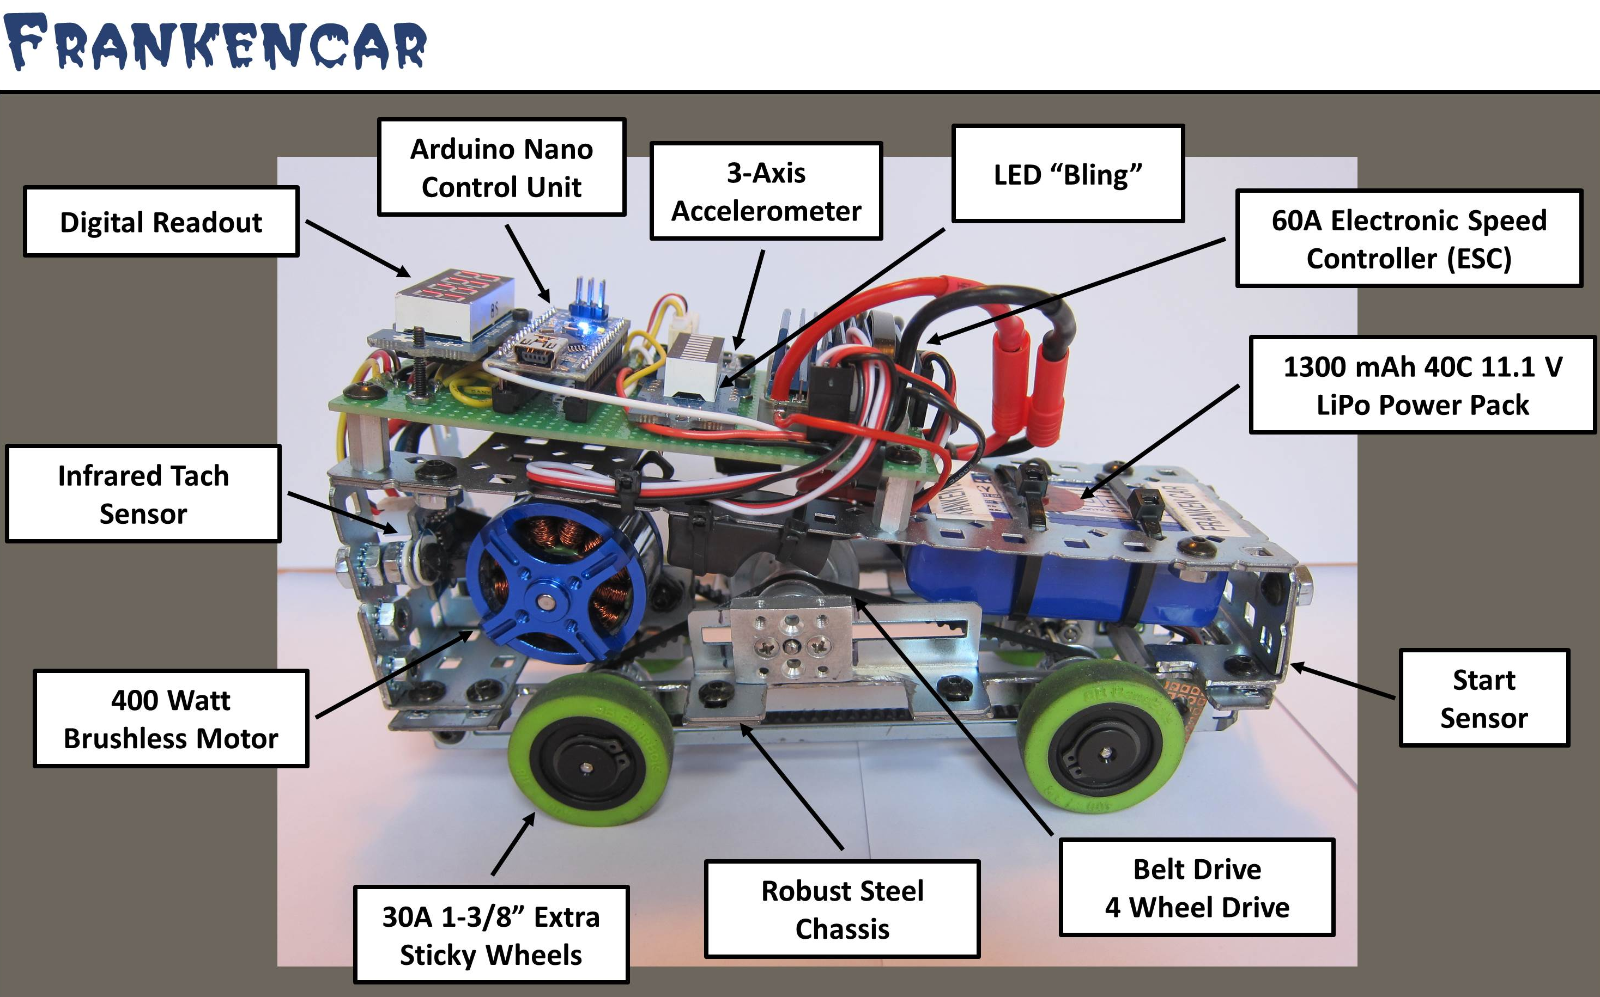 FRANKENCAR
Arduino Nano
Control Unit
3-Axis
Accelerometer
LED “Bling”
Digital Readout
60A Electronic Speed
Controller (ESC)
1300 mAh 40C 11.1 V
LiPo Power Pack
Infrared Tach
Sensor
400 Watt
Brushless Motor
Start
Sensor
30A 1-3/8” Extra
Sticky Wheels
Robust Steel
Chassis
Belt Drive
4 Wheel Drive